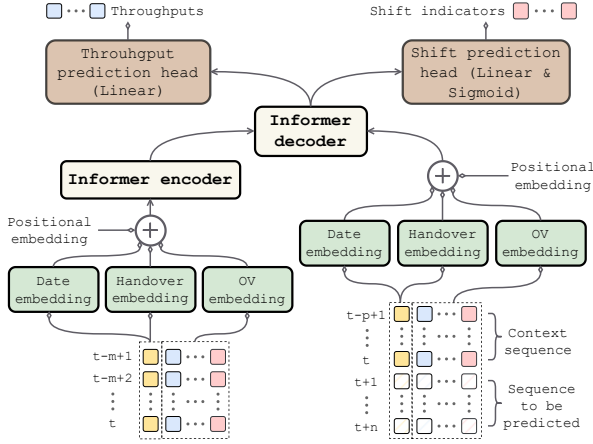 Throughputs
Shift indicators
Throuhgput
prediction head
(Linear)
Shift prediction
head (Linear &
Sigmoid)
Informer
decoder
Informer encoder
Positional
embedding
Positional
embedding
Date
embedding
Handover
embedding
OV
embedding
Date
embedding
Handover
embedding
OV
embedding
t-m+1
t-m+2
t
t-p+1
t
t+1
t+n
Context
sequence
Sequence
to be
predicted